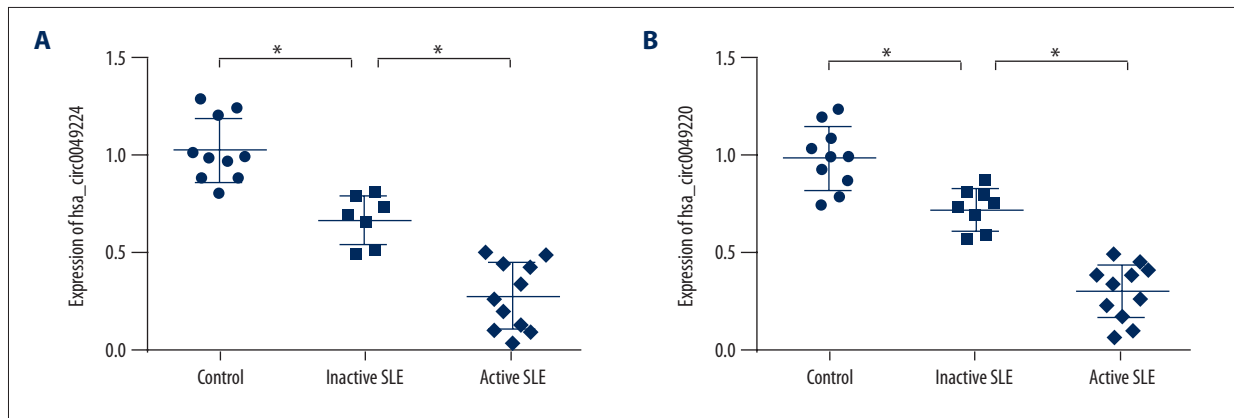 A
Expression of hsa_circ0049224
1.5
1.0
0.5
0.0
*
*
Control
Inactive SLE
Active SLE
B
Expression of hsa_circ0049220
1.5
1.0
0.5
0.0
*
*
Control
Inactive SLE
Active SLE